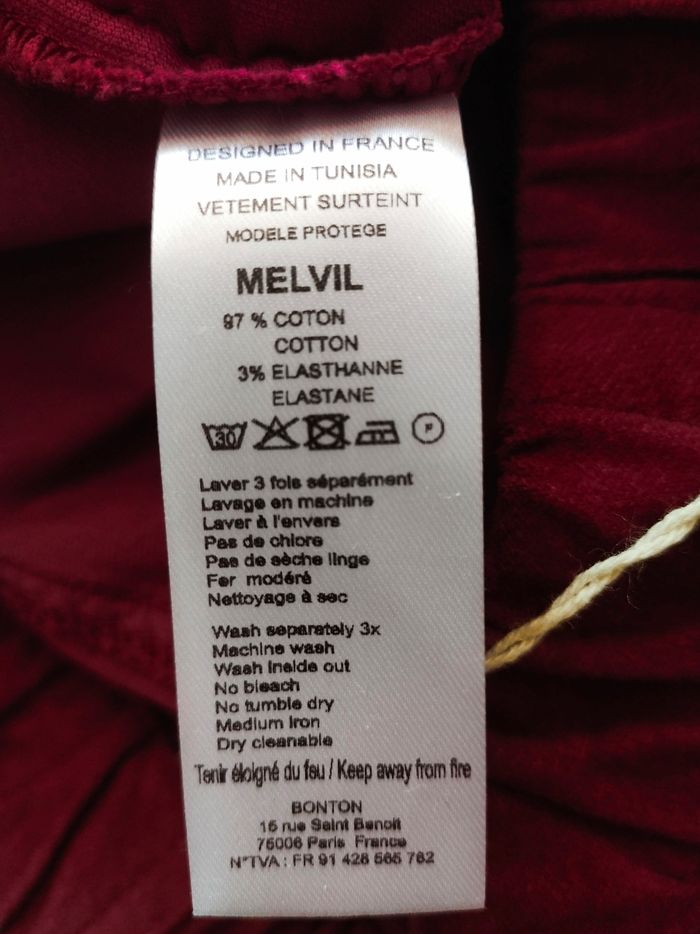 DESIGNED IN FRANCE
MADE IN TUNISIA
VETEMENT SURTEINT
MODELE PROTEGE
MELVIL
97 % COTON
COTTON
3% ELASTHANNE
ELASTANE
30 P
Laver 3 fois séparément
Lavage en machine
Laver à l'envers
Pas de chlore
Pas de sèche linge
Fer modéré
Nettoyage à sec
Wash separately 3x
Machine wash
Wash inside out
No bleach
No tumble dry
Medium iron
Dry cleanable
Tenir éloigné du feu / Keep away from fire
BONTON
15 rue Saint Benoit
75006 Paris France
N°TVA : FR 91 428 565 762